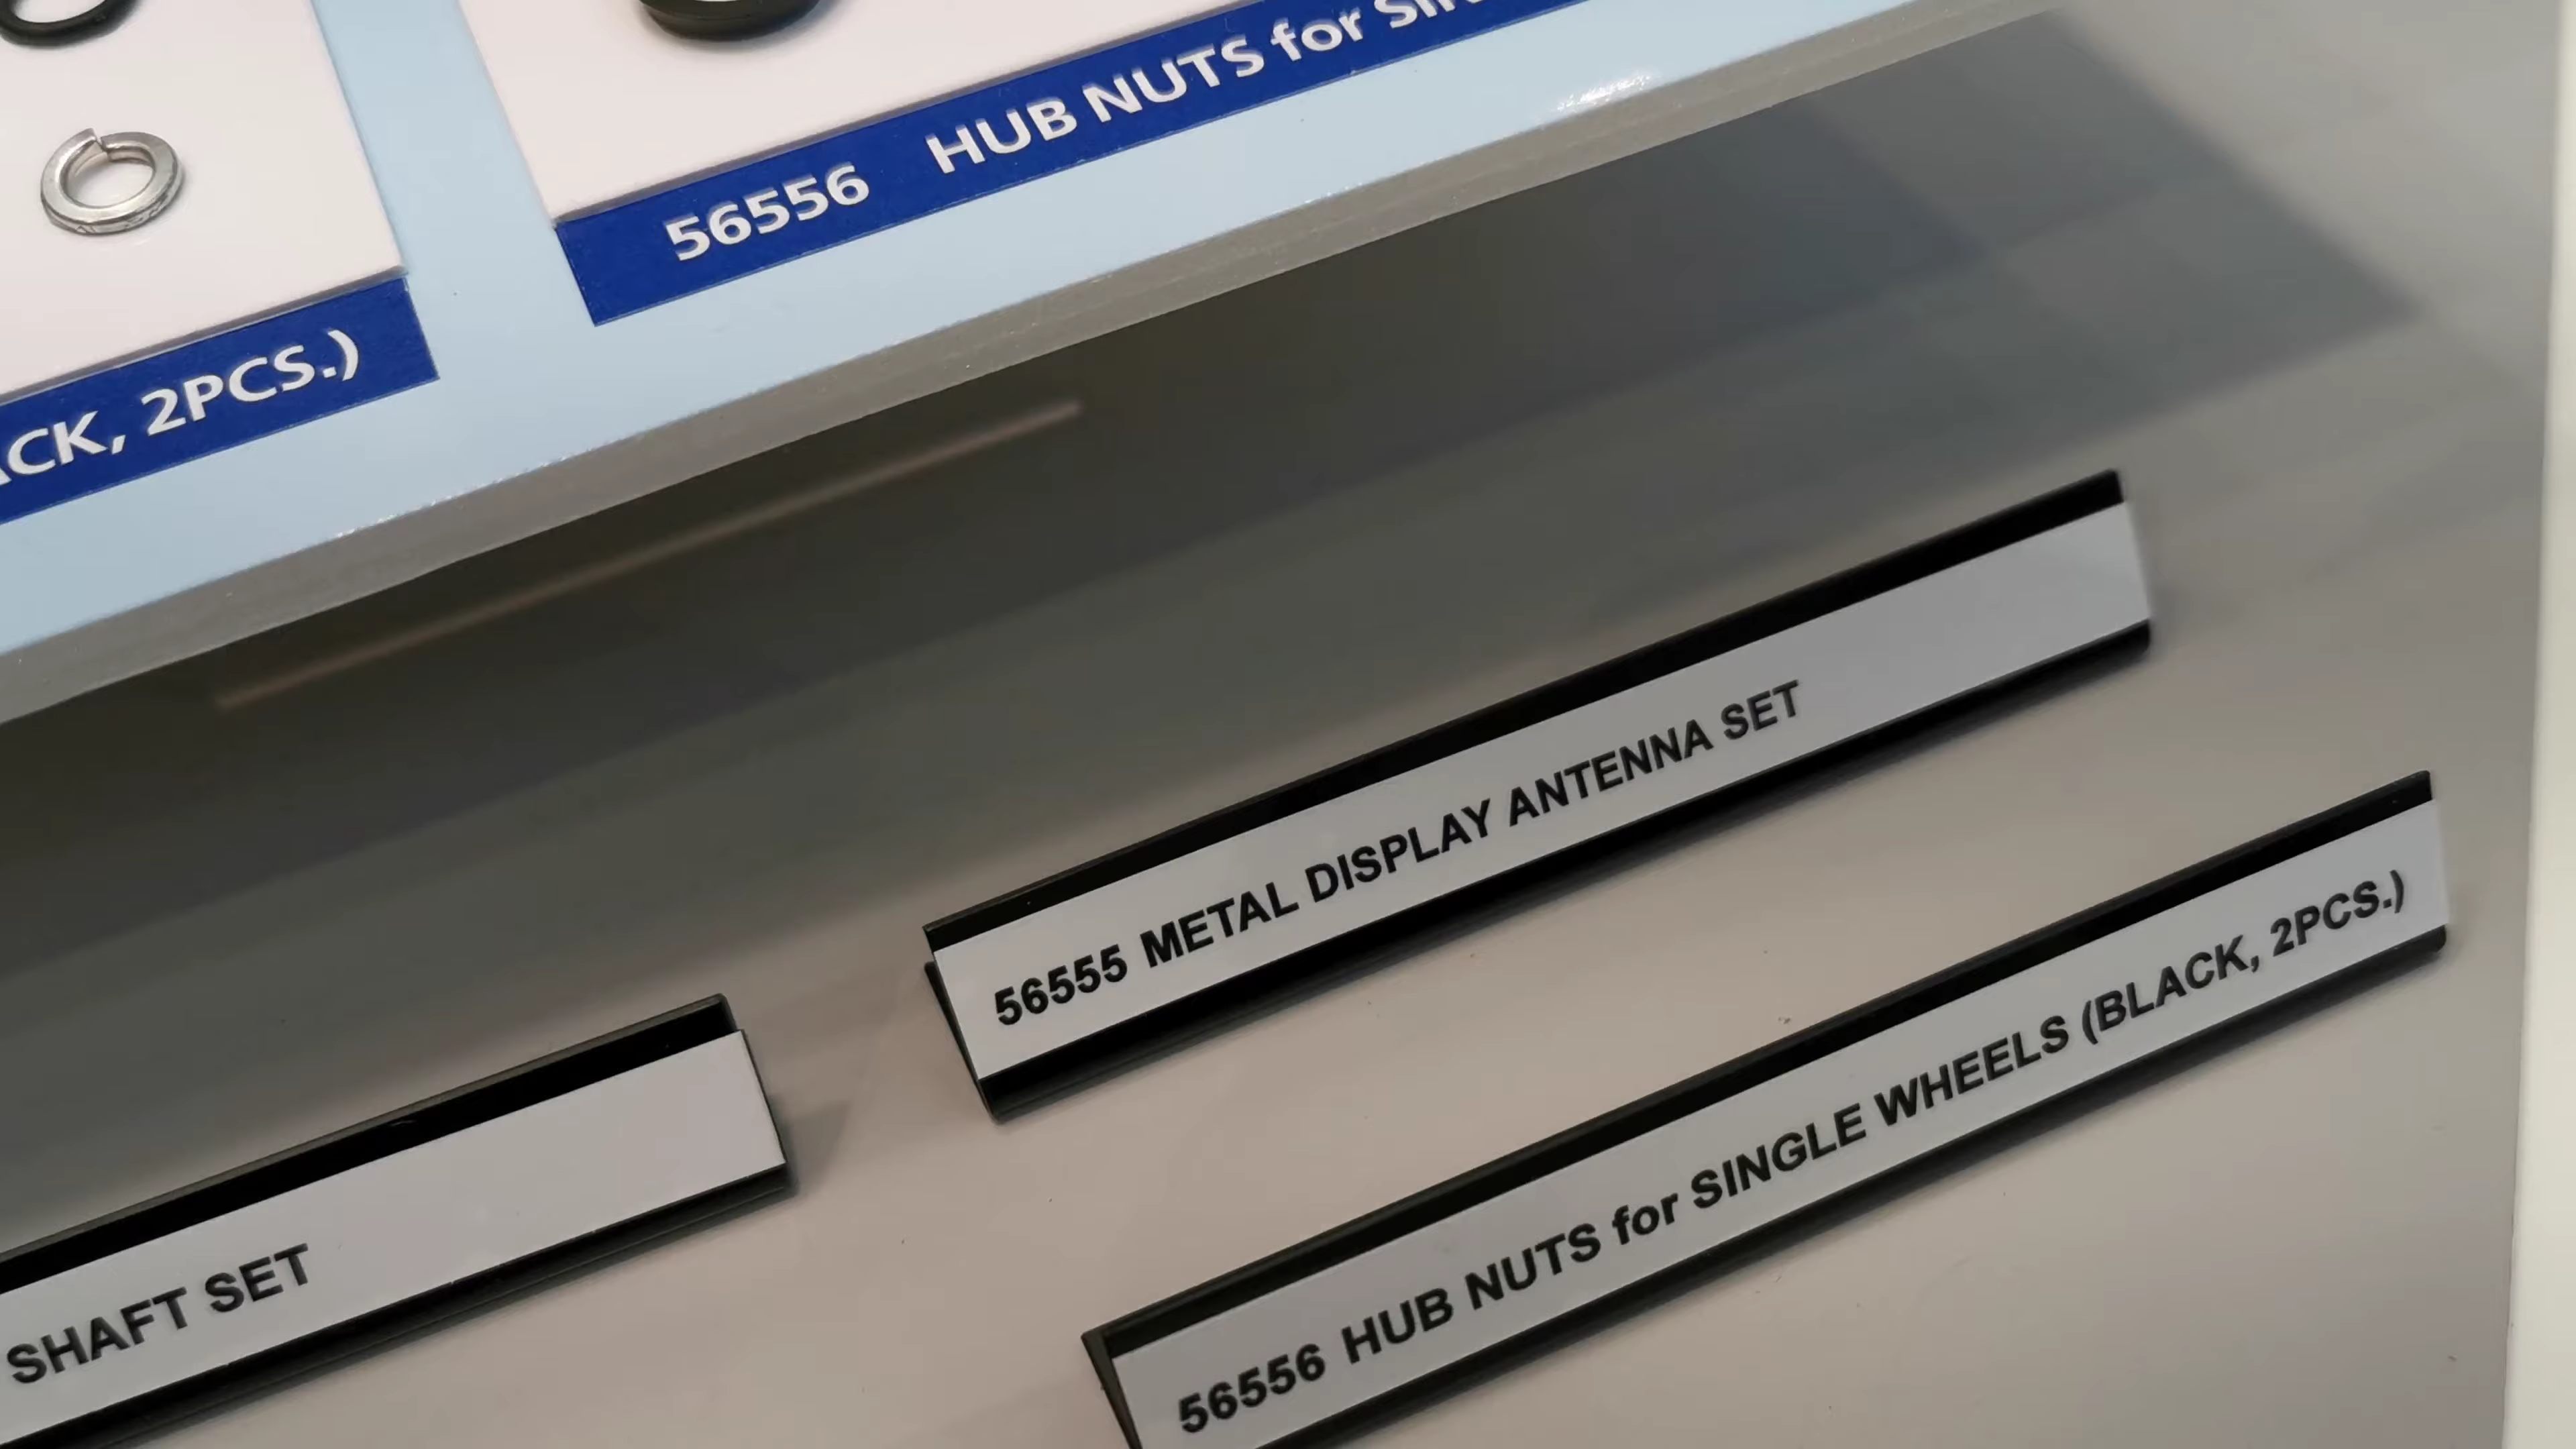 56556 HUB NUTS for
ACK, 2PCS.)
56555 METAL DISPLAY ANTENNA SET
SHAFT SET
56556 HUB NUTS for SINGLE WHEELS (BLACK, 2PCS.)